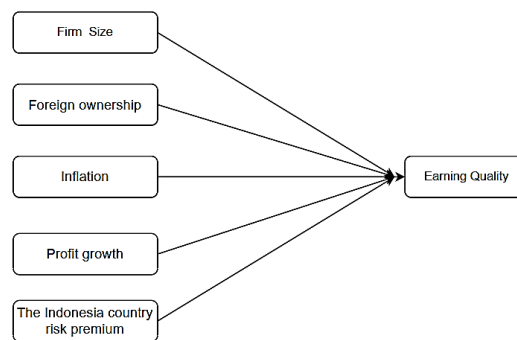 Firm Size
Foreign ownership
Inflation
Earning Quality
Profit growth
The Indonesia country
risk premium